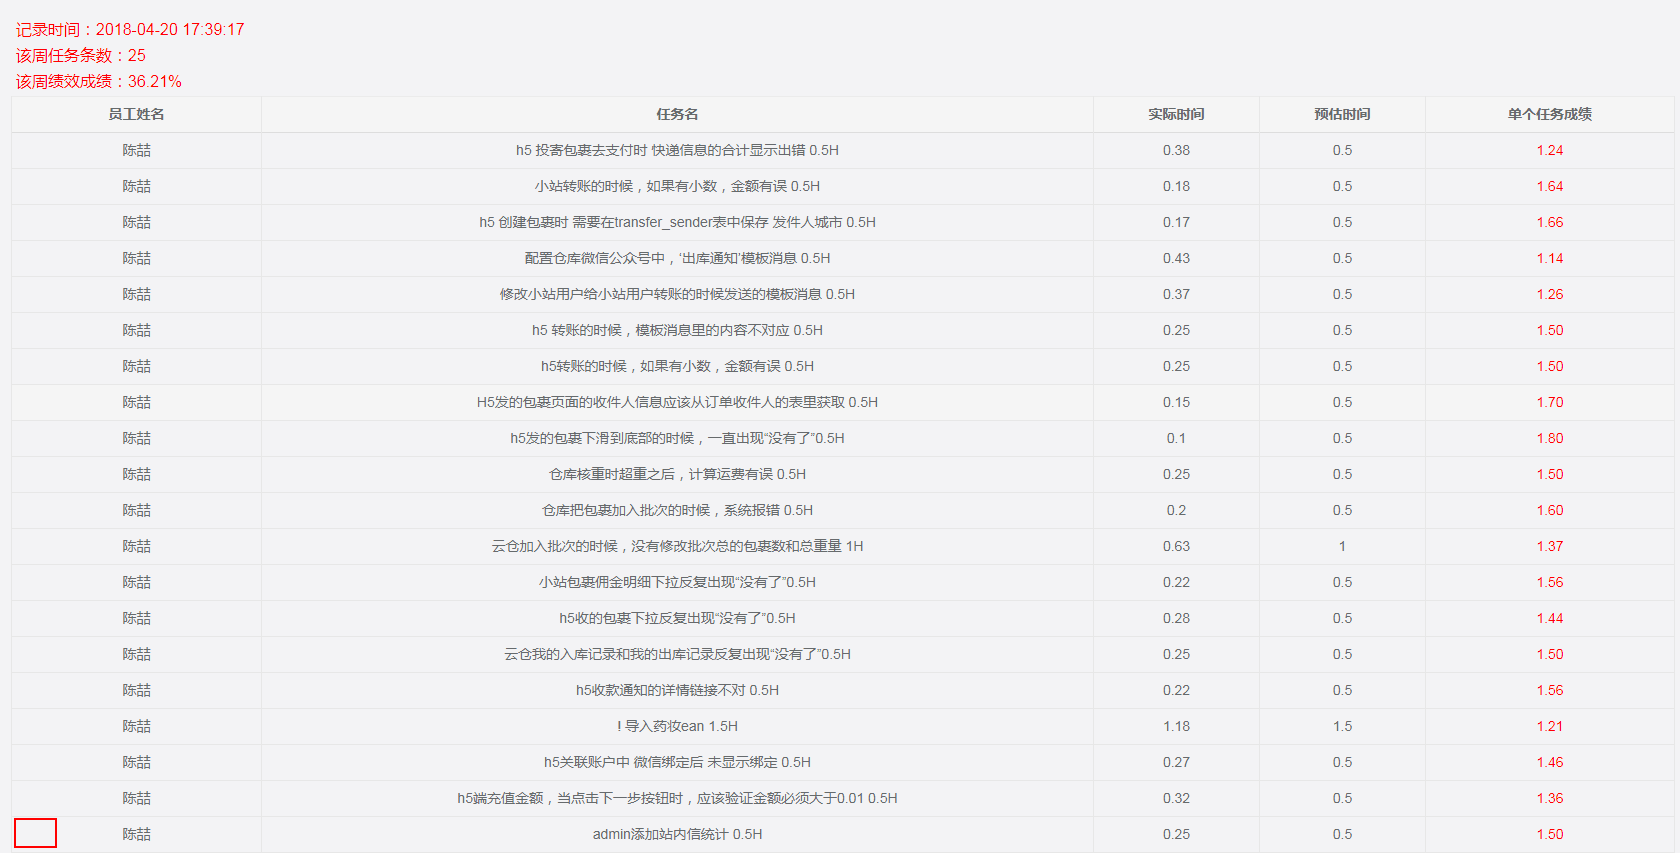 记录时间：2018-04-20 17:39:17
该周任务条数：25
该周绩效成绩：36.21%
员工姓名 任务名 实际时间 预估时间 单个任务成绩
陈喆 h5 投寄包裹去支付时 快递信息的合计显示出错 0.5H 0.38 0.5 1.24
陈喆 小站转账的时候，如果有小数，金额有误 0.5H 0.18 0.5 1.64
陈喆 h5 创建包裹时 需要在transfer_sender表中保存 发件人城市 0.5H 0.17 0.5 1.66
陈喆 配置仓库微信公众号中，‘出库通知’模板消息 0.5H 0.43 0.5 1.14
陈喆 修改小站用户给小站用户转账的时候发送的模板消息 0.5H 0.37 0.5 1.26
陈喆 h5 转账的时候，模板消息里的内容不对应 0.5H 0.25 0.5 1.50
陈喆 h5转账的时候，如果有小数，金额有误 0.5H 0.25 0.5 1.50
陈喆 H5发的包裹页面的收件人信息应该从订单收件人的表里获取 0.5H 0.15 0.5 1.70
陈喆 h5发的包裹下滑到底部的时候，一直出现“没有了”0.5H 0.1 0.5 1.80
陈喆 仓库核重时超重之后，计算运费有误 0.5H 0.25 0.5 1.50
陈喆 仓库把包裹加入批次的时候，系统报错 0.5H 0.2 0.5 1.60
陈喆 云仓加入批次的时候，没有修改批次总的包裹数和总重量 1H 0.63 1 1.37
陈喆 小站包裹佣金明细下拉反复出现“没有了”0.5H 0.22 0.5 1.56
陈喆 h5收的包裹下拉反复出现“没有了”0.5H 0.28 0.5 1.44
陈喆 云仓我的入库记录和我的出库记录反复出现“没有了”0.5H 0.25 0.5 1.50
陈喆 h5收款通知的详情链接不对 0.5H 0.22 0.5 1.56
陈喆 ! 导入药妆ean 1.5H 1.18 1.5 1.21
陈喆 h5关联账户中 微信绑定后 未显示绑定 0.5H 0.27 0.5 1.46
陈喆 h5端充值金额，当点击下一步按钮时，应该验证金额必须大于0.01 0.5H 0.32 0.5 1.36
陈喆 admin添加站内信统计 0.5H 0.25 0.5 1.50